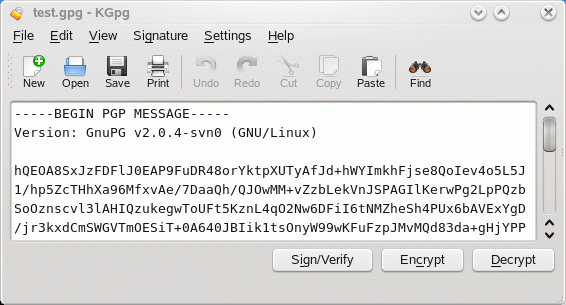 test.gpg - KGpg
File Edit View Signature Settings Help
New Open Save Print Undo Redo Cut Copy Paste Find
-----BEGIN PGP MESSAGE-----
Version: GnuPG v2.0.4-svn0 (GNU/Linux)
hQEOA8SxJzFDFlJ0EAP9FuDR48orYktpXUTyAfJd+hWYImkhFjse8QoIev4o5L5J
1/hp5ZcTHhXa96MfxvAe/7DaaQh/QJOwMM+vZzbLekVnJSPAGIlKerwPg2LpPQzb
SoOznscvl3lAHIQzukegwToUFt5KznL4qO2Nw6DFiI6tNMZheSh4PUx6bAVExYgD
/jr3kxdCmSWGVTmOESiT+0A640JBIik1tsOnyW99wKFuFzpJMvMQd83da+gHjYPP
Sign/Verify Encrypt Decrypt